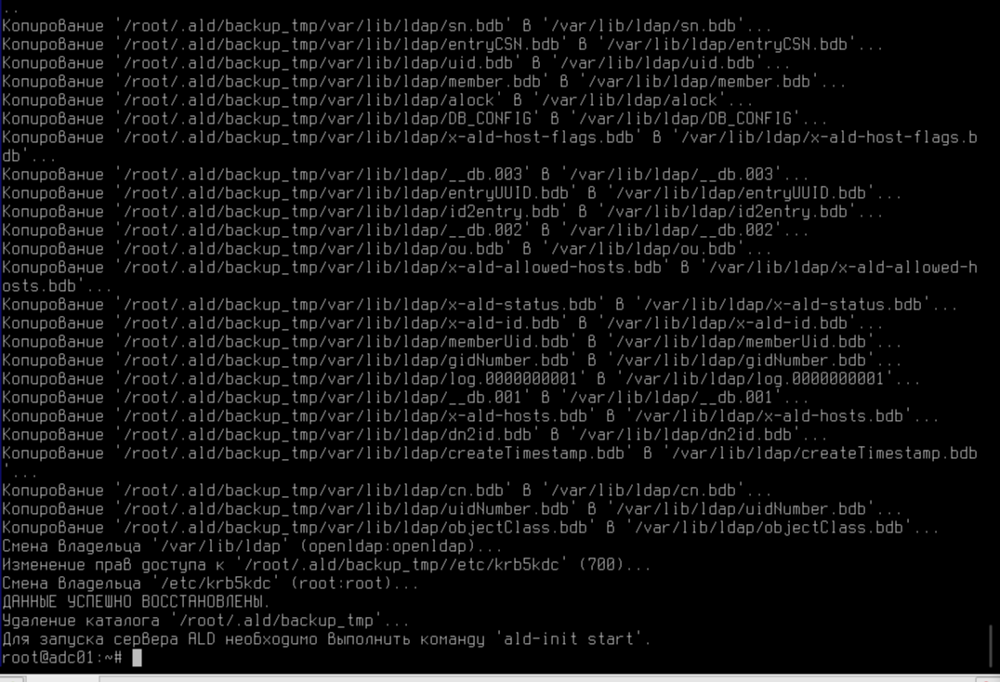 ..
Копирование '/root/.ald/backup_tmp/var/lib/ldap/sn.bdb' в '/var/lib/ldap/sn.bdb'...
Копирование '/root/.ald/backup_tmp/var/lib/ldap/entryCSN.bdb' в '/var/lib/ldap/entryCSN.bdb'...
Копирование '/root/.ald/backup_tmp/var/lib/ldap/uid.bdb' в '/var/lib/ldap/uid.bdb'...
Копирование '/root/.ald/backup_tmp/var/lib/ldap/member.bdb' в '/var/lib/ldap/member.bdb'...
Копирование '/root/.ald/backup_tmp/var/lib/ldap/alock' в '/var/lib/ldap/alock'...
Копирование '/root/.ald/backup_tmp/var/lib/ldap/DB_CONFIG' в '/var/lib/ldap/DB_CONFIG'...
Копирование '/root/.ald/backup_tmp/var/lib/ldap/x-ald-host-flags.bdb' в '/var/lib/ldap/x-ald-host-flags.b
db'...
Копирование '/root/.ald/backup_tmp/var/lib/ldap/__db.003' в '/var/lib/ldap/__db.003'...
Копирование '/root/.ald/backup_tmp/var/lib/ldap/entryUUID.bdb' в '/var/lib/ldap/entryUUID.bdb'...
Копирование '/root/.ald/backup_tmp/var/lib/ldap/id2entry.bdb' в '/var/lib/ldap/id2entry.bdb'...
Копирование '/root/.ald/backup_tmp/var/lib/ldap/__db.002' в '/var/lib/ldap/__db.002'...
Копирование '/root/.ald/backup_tmp/var/lib/ldap/ou.bdb' в '/var/lib/ldap/ou.bdb'...
Копирование '/root/.ald/backup_tmp/var/lib/ldap/x-ald-allowed-hosts.bdb' в '/var/lib/ldap/x-ald-allowed-h
osts.bdb'...
Копирование '/root/.ald/backup_tmp/var/lib/ldap/x-ald-status.bdb' в '/var/lib/ldap/x-ald-status.bdb'...
Копирование '/root/.ald/backup_tmp/var/lib/ldap/x-ald-id.bdb' в '/var/lib/ldap/x-ald-id.bdb'...
Копирование '/root/.ald/backup_tmp/var/lib/ldap/memberUid.bdb' в '/var/lib/ldap/memberUid.bdb'...
Копирование '/root/.ald/backup_tmp/var/lib/ldap/gidNumber.bdb' в '/var/lib/ldap/gidNumber.bdb'...
Копирование '/root/.ald/backup_tmp/var/lib/ldap/log.0000000001' в '/var/lib/ldap/log.0000000001'...
Копирование '/root/.ald/backup_tmp/var/lib/ldap/__db.001' в '/var/lib/ldap/__db.001'...
Копирование '/root/.ald/backup_tmp/var/lib/ldap/x-ald-hosts.bdb' в '/var/lib/ldap/x-ald-hosts.bdb'...
Копирование '/root/.ald/backup_tmp/var/lib/ldap/dn2id.bdb' в '/var/lib/ldap/dn2id.bdb'...
Копирование '/root/.ald/backup_tmp/var/lib/ldap/createTimestamp.bdb' в '/var/lib/ldap/createTimestamp.bdb
'...
Копирование '/root/.ald/backup_tmp/var/lib/ldap/cn.bdb' в '/var/lib/ldap/cn.bdb'...
Копирование '/root/.ald/backup_tmp/var/lib/ldap/uidNumber.bdb' в '/var/lib/ldap/uidNumber.bdb'...
Копирование '/root/.ald/backup_tmp/var/lib/ldap/objectClass.bdb' в '/var/lib/ldap/objectClass.bdb'...
Смена владельца '/var/lib/ldap' (openldap:openldap)...
Изменение прав доступа к '/root/.ald/backup_tmp//etc/krb5kdc' (700)...
Смена владельца '/etc/krb5kdc' (root:root)...
ДАННЫЕ УСПЕШНО ВОССТАНОВЛЕНЫ.
Удаление каталога '/root/.ald/backup_tmp'...
Для запуска сервера ALD необходимо выполнить команду 'ald-init start'.
root@adc01:~#